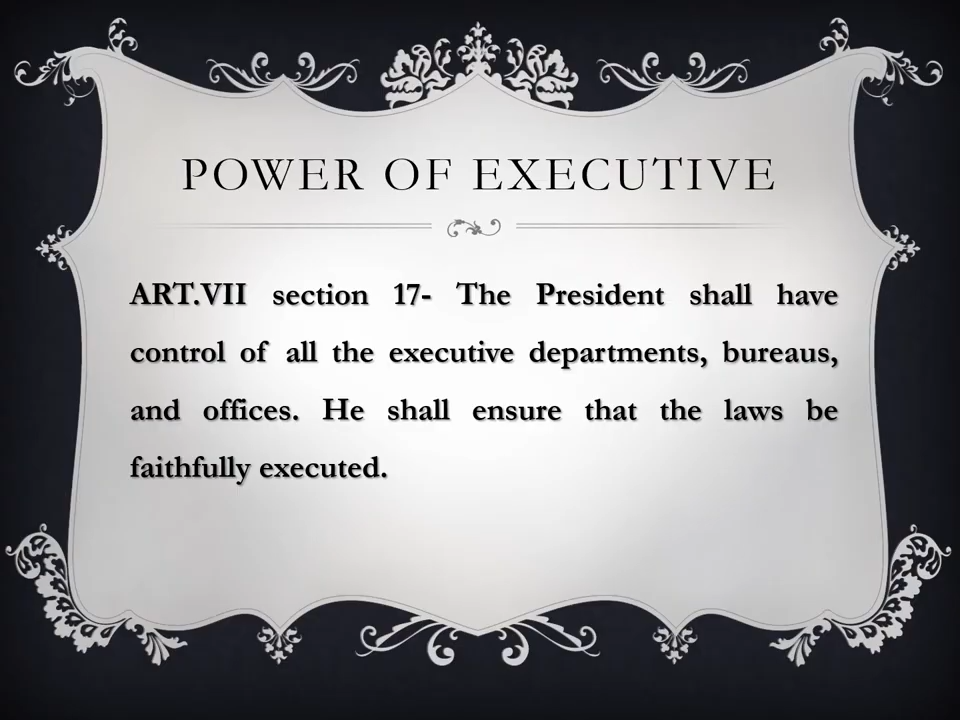 POWER OF EXECUTIVE
ART.VII section 17- The President shall have
control of all the executive departments, bureaus,
and offices. He shall ensure that the laws be
faithfully executed.